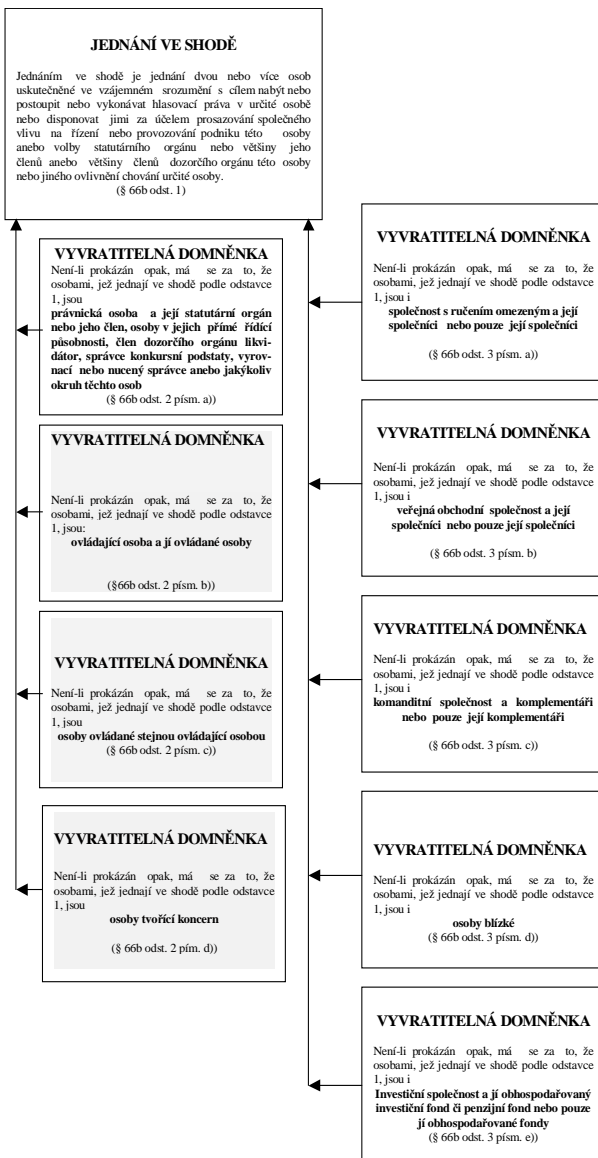 JEDNÁNÍ VE SHODĚ
Jednáním ve shodě je jednání dvou nebo více osob
uskutečněné ve vzájemném srozumění s cílem nabýt nebo
postoupit nebo vykonávat hlasovací práva v určité osobě
nebo disponovat jimi za účelem prosazování společného
vlivu na řízení nebo provozování podniku této osoby
anebo volby statutárního orgánu nebo většiny jeho
členů anebo většiny členů dozorčího orgánu této osoby
nebo jiného ovlivnění chování určité osoby.
(§ 66b odst. 1)
VYVRATITELNÁ DOMNĚNKA
Není-li prokázán opak, má se za to, že
osobami, jež jednají ve shodě podle odstavce
1, jsou
právnická osoba a její statutární orgán
nebo jeho člen, osoby v jejich přímé řídící
působnosti, člen dozorčího orgánu likvi-
dátor, správce konkursní podstaty, vyrov-
nací nebo nucený správce anebo jakýkoliv
okruh těchto osob
(§ 66b odst. 2 písm. a))
VYVRATITELNÁ DOMNĚNKA
Není-li prokázán opak, má se za to, že
osobami, jež jednají ve shodě podle odstavce
1, jsou:
ovládající osoba a jí ovládané osoby
(§66b odst. 2 písm. b))
VYVRATITELNÁ DOMNĚNKA
Není-li prokázán opak, má se za to, že
osobami, jež jednají ve shodě podle odstavce
1, jsou
osoby ovládané stejnou ovládající osobou
(§ 66b odst. 2 písm. c))
VYVRATITELNÁ DOMNĚNKA
Není-li prokázán opak, má se za to, že
osobami, jež jednají ve shodě podle odstavce
1, jsou
osoby tvořící koncern
(§ 66b odst. 2 pím. d))
VYVRATITELNÁ DOMNĚNKA
Není-li prokázán opak, má se za to, že
osobami, jež jednají ve shodě podle odstavce
1, jsou i
společnost s ručením omezeným a její
společníci nebo pouze její společníci
(§ 66b odst. 3 písm. a))
VYVRATITELNÁ DOMNĚNKA
Není-li prokázán opak, má se za to, že
osobami, jež jednají ve shodě podle odstavce
1, jsou i
veřejná obchodní společnost a její
společníci nebo pouze její společníci
(§ 66b odst. 3 písm. b)
VYVRATITELNÁ DOMNĚNKA
Není-li prokázán opak, má se za to, že
osobami, jež jednají ve shodě podle odstavce
1, jsou i
komanditní společnost a komplementáři
nebo pouze její komplementáři
(§ 66b odst. 3 písm. c))
VYVRATITELNÁ DOMNĚNKA
Není-li prokázán opak, má se za to, že
osobami, jež jednají ve shodě podle odstavce
1, jsou i
osoby blízké
(§ 66b odst. 3 písm. d))
VYVRATITELNÁ DOMNĚNKA
Není-li prokázán opak, má se za to, že
osobami, jež jednají ve shodě podle odstavce
1, jsou i
Investiční společnost a jí obhospodařovaný
investiční fond či penzijní fond nebo pouze
jí obhospodařované fondy
(§ 66b odst. 3 písm. e))